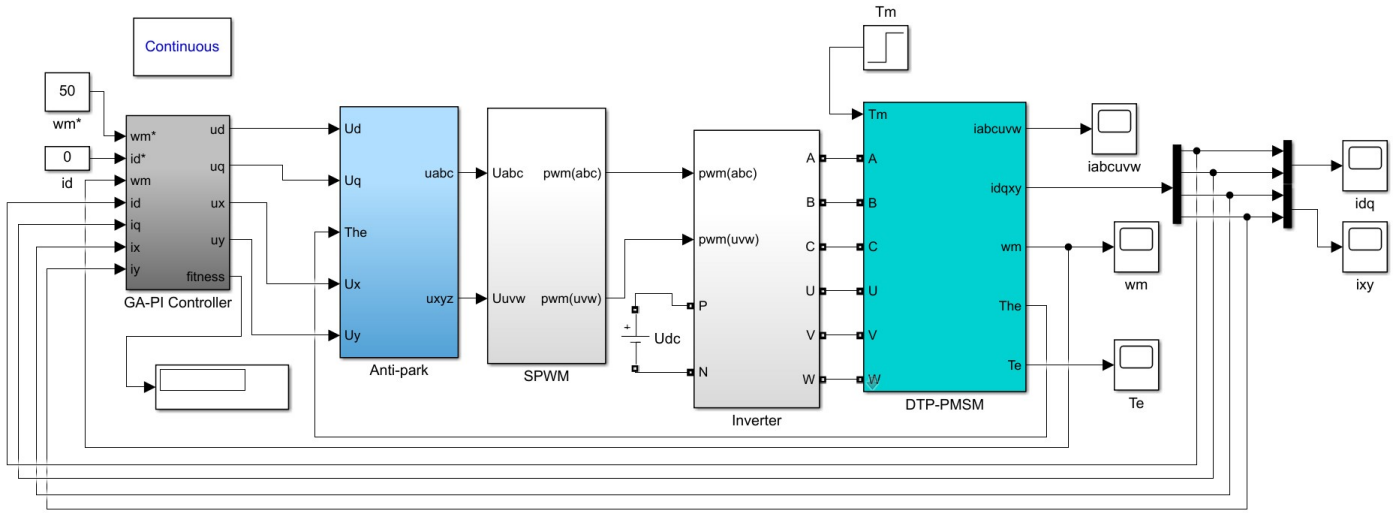 Tm
Continuous
50
wm*
0
id
wm*
id*
wm
id
iq
ix
iy
ud
uq
ux
uy
fitness
GA-PI Controller
Ud
Uq
The
Ux
Uy
uabc
uxyz
Anti-park
Uabc
Uuvw
pwm(abc)
pwm(uvw)
SPWM
+
Udc
pwm(abc)
pwm(uvw)
P
N
A
B
C
U
V
W
Inverter
Tm
A
B
C
U
V
W
iabcuvw
idqxy
wm
The
Te
DTP-PMSM
iabcuvw
wm
Te
idq
ixy